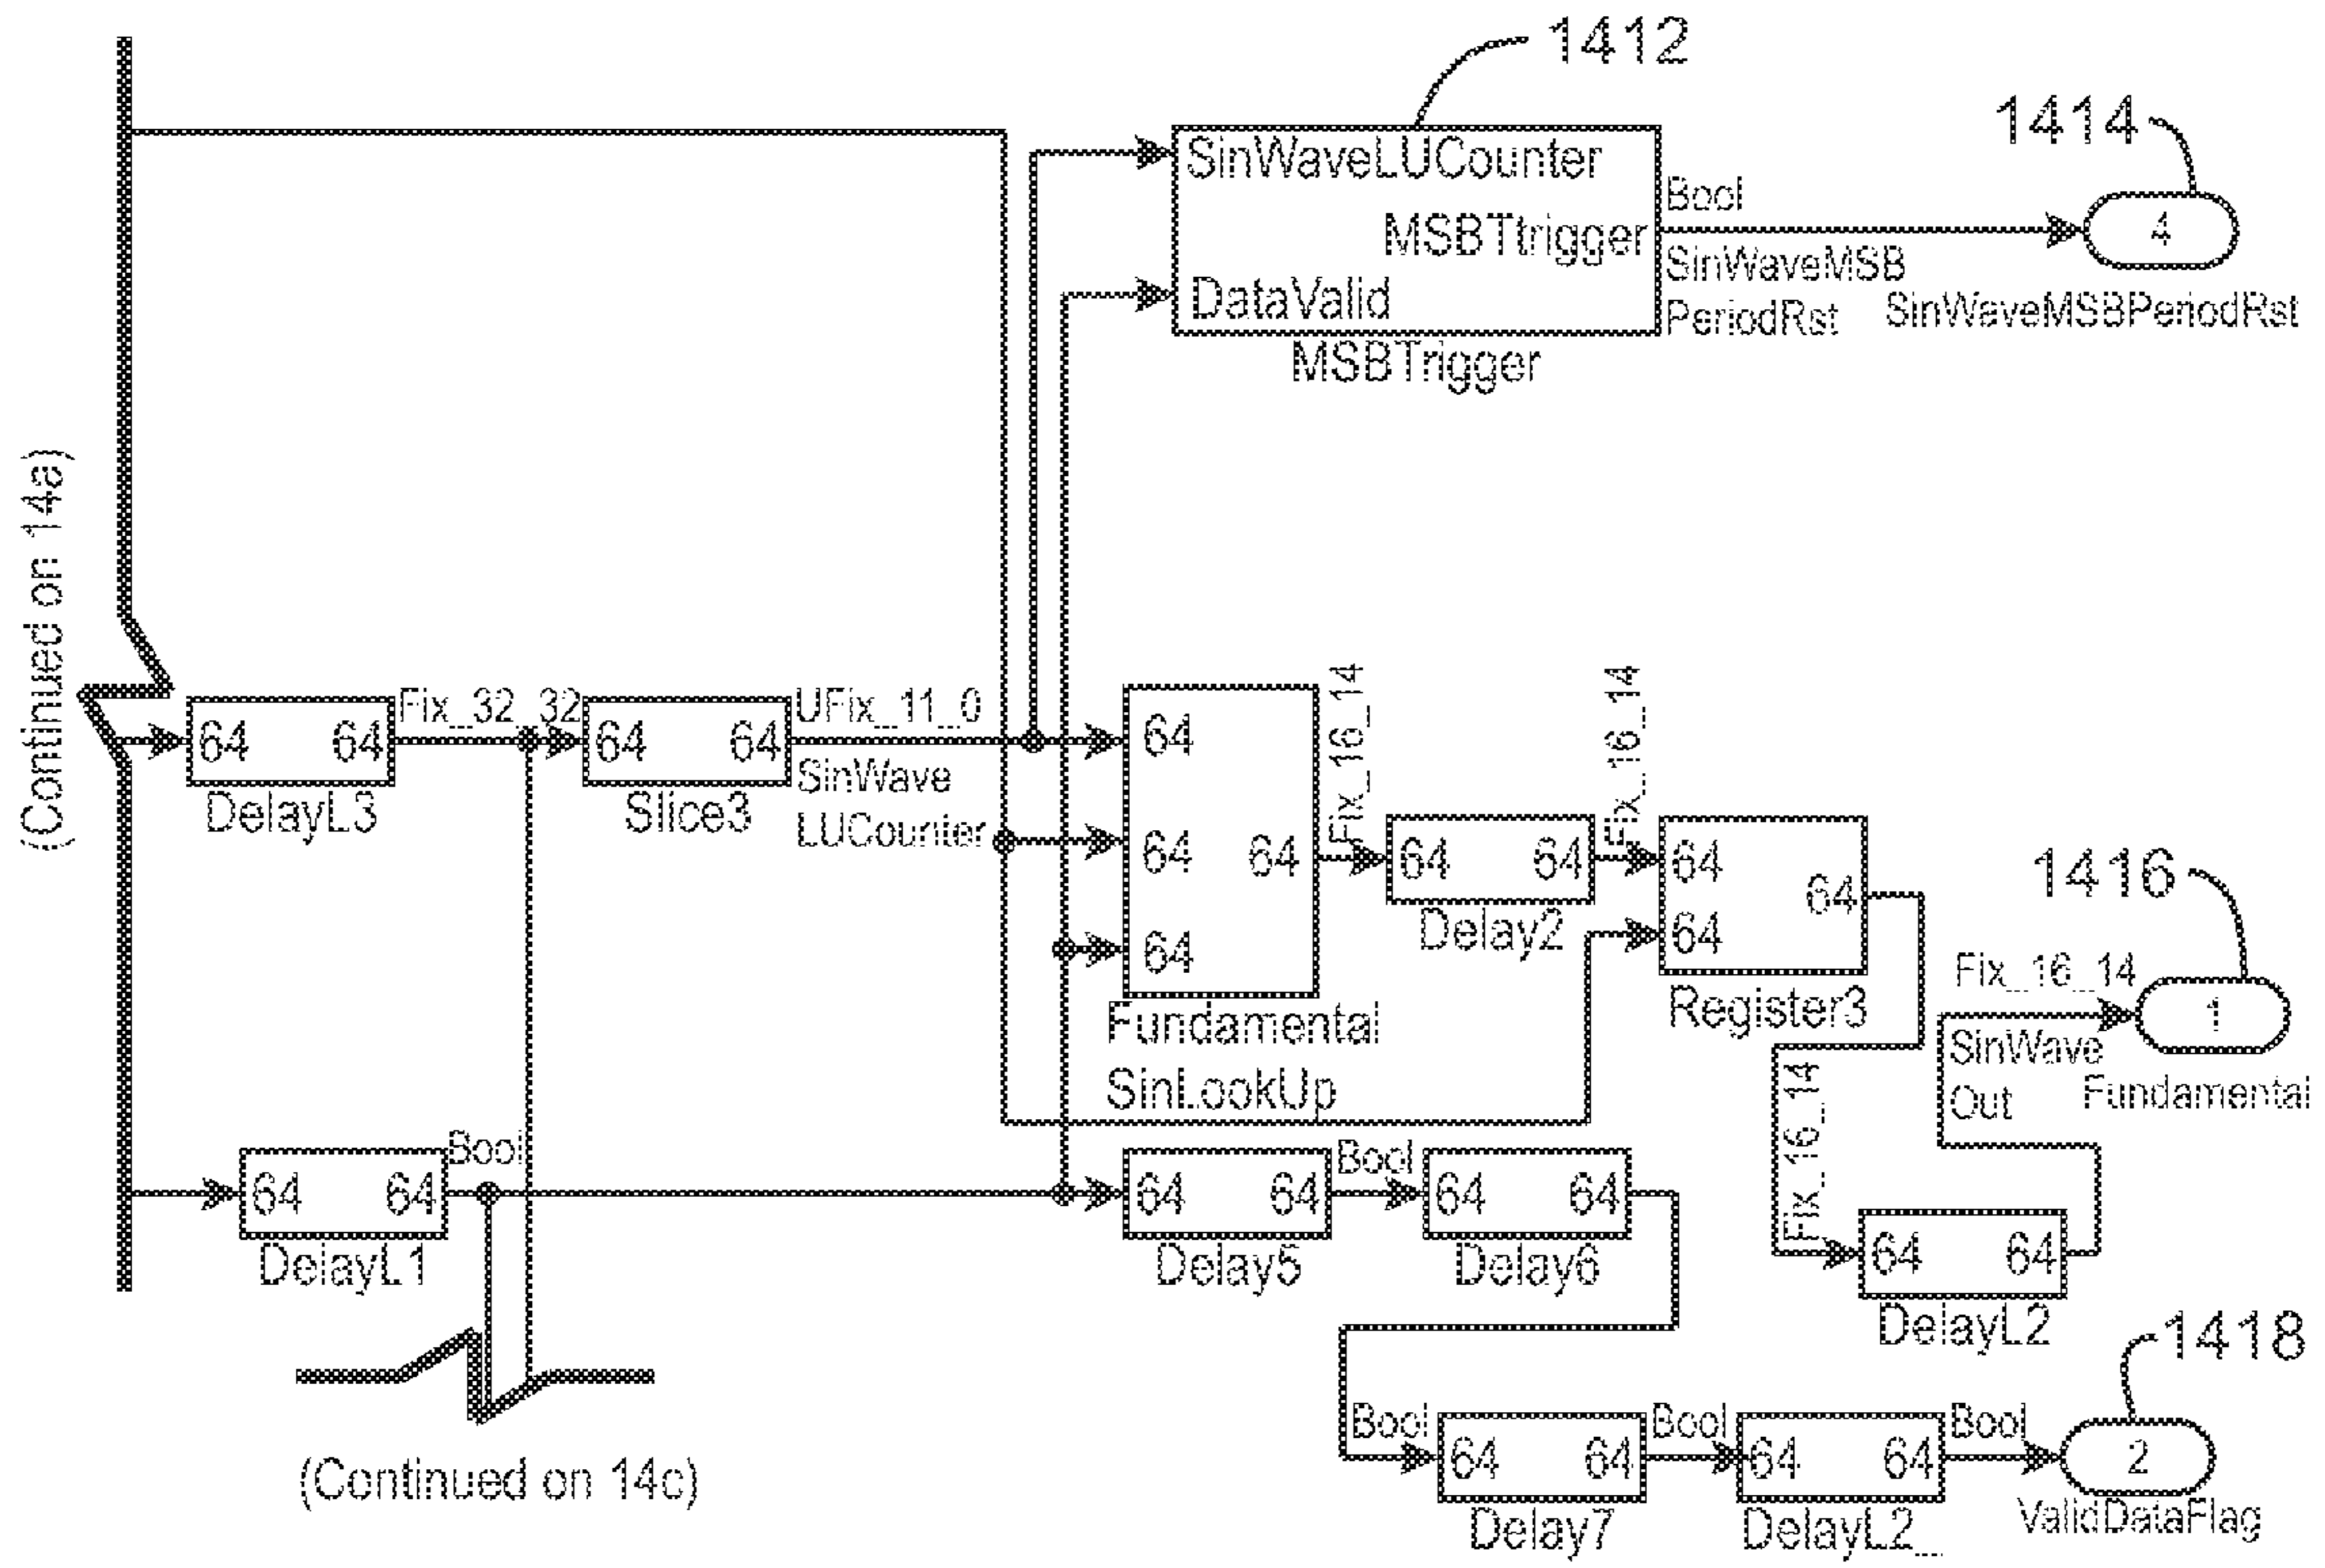 1412
1414
SinWaveLUCounter
Bool
MSBTtrigger
4
SinWaveMSB
DataValid
PeriodRst
SinWaveMSBPeriodRst
MSBTrigger
(Continued on 14a)
Fix_32_32
UFix_11_0
64 64
DelayL3
64 64
Slice3
SinWave
LUCounter
64
64 64
64
Fundamental
SinLookUp
Fix_16_14
64 64
Delay2
Fix_16_14
64
64
64
Register3
1416
Fix_16_14
1
SinWave
Out
Fundamental
Fix_16_14
Bool
64 64
DelayL1
64 64
Delay5
Bool
64 64
Delay6
64 64
DelayL2
1418
(Continued on 14c)
Bool
64 64
Delay7
Bool
64 64
DelayL2_
Bool
2
ValidDataFlag